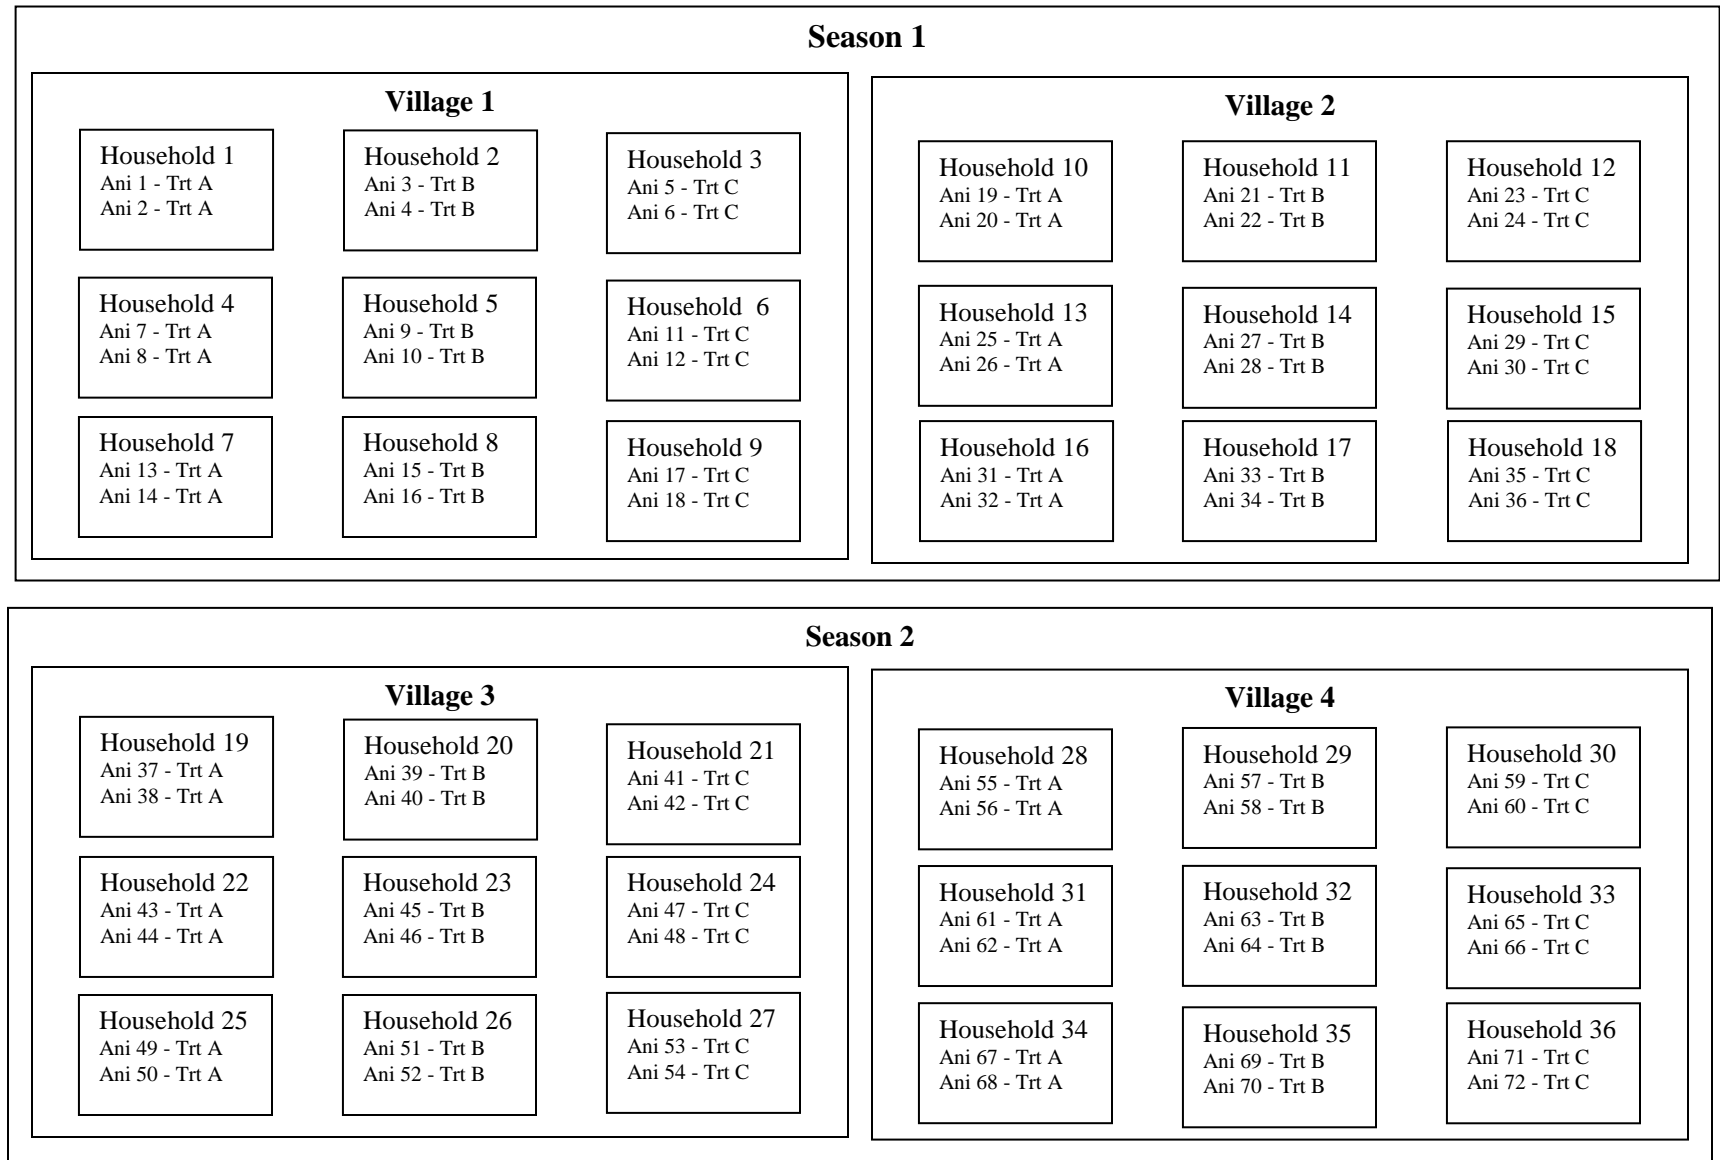 Season 1
Village 1
Household 1
Ani 1 - Trt A
Ani 2 - Trt A
Household 2
Ani 3 - Trt B
Ani 4 - Trt B
Household 3
Ani 5 - Trt C
Ani 6 - Trt C
Household 4
Ani 7 - Trt A
Ani 8 - Trt A
Household 5
Ani 9 - Trt B
Ani 10 - Trt B
Household 6
Ani 11 - Trt C
Ani 12 - Trt C
Household 7
Ani 13 - Trt A
Ani 14 - Trt A
Household 8
Ani 15 - Trt B
Ani 16 - Trt B
Household 9
Ani 17 - Trt C
Ani 18 - Trt C
Village 2
Household 10
Ani 19 - Trt A
Ani 20 - Trt A
Household 11
Ani 21 - Trt B
Ani 22 - Trt B
Household 12
Ani 23 - Trt C
Ani 24 - Trt C
Household 13
Ani 25 - Trt A
Ani 26 - Trt A
Household 14
Ani 27 - Trt B
Ani 28 - Trt B
Household 15
Ani 29 - Trt C
Ani 30 - Trt C
Household 16
Ani 31 - Trt A
Ani 32 - Trt A
Household 17
Ani 33 - Trt B
Ani 34 - Trt B
Household 18
Ani 35 - Trt C
Ani 36 - Trt C
Season 2
Village 3
Household 19
Ani 37 - Trt A
Ani 38 - Trt A
Household 20
Ani 39 - Trt B
Ani 40 - Trt B
Household 21
Ani 41 - Trt C
Ani 42 - Trt C
Household 22
Ani 43 - Trt A
Ani 44 - Trt A
Household 23
Ani 45 - Trt B
Ani 46 - Trt B
Household 24
Ani 47 - Trt C
Ani 48 - Trt C
Household 25
Ani 49 - Trt A
Ani 50 - Trt A
Household 26
Ani 51 - Trt B
Ani 52 - Trt B
Household 27
Ani 53 - Trt C
Ani 54 - Trt C
Village 4
Household 28
Ani 55 - Trt A
Ani 56 - Trt A
Household 29
Ani 57 - Trt B
Ani 58 - Trt B
Household 30
Ani 59 - Trt C
Ani 60 - Trt C
Household 31
Ani 61 - Trt A
Ani 62 - Trt A
Household 32
Ani 63 - Trt B
Ani 64 - Trt B
Household 33
Ani 65 - Trt C
Ani 66 - Trt C
Household 34
Ani 67 - Trt A
Ani 68 - Trt A
Household 35
Ani 69 - Trt B
Ani 70 - Trt B
Household 36
Ani 71 - Trt C
Ani 72 - Trt C